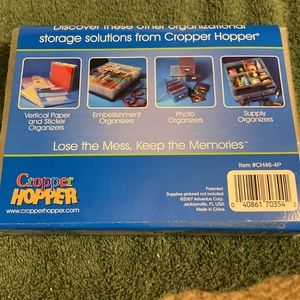 Discover these other organizational
storage solutions from Cropper Hopper®
Vertical Paper
and Sticker
Organizers
Embellishment
Organizers
Photo
Organizers
Supply
Organizers
Lose the Mess, Keep the Memories™
Cropper
HOPPER
www.cropperhopper.com
Patented
Supplies pictured not included
©2007 Advantus Corp.
Jacksonville, FL USA
Made in China
Item #CH46-4P
0 40861 70354 2